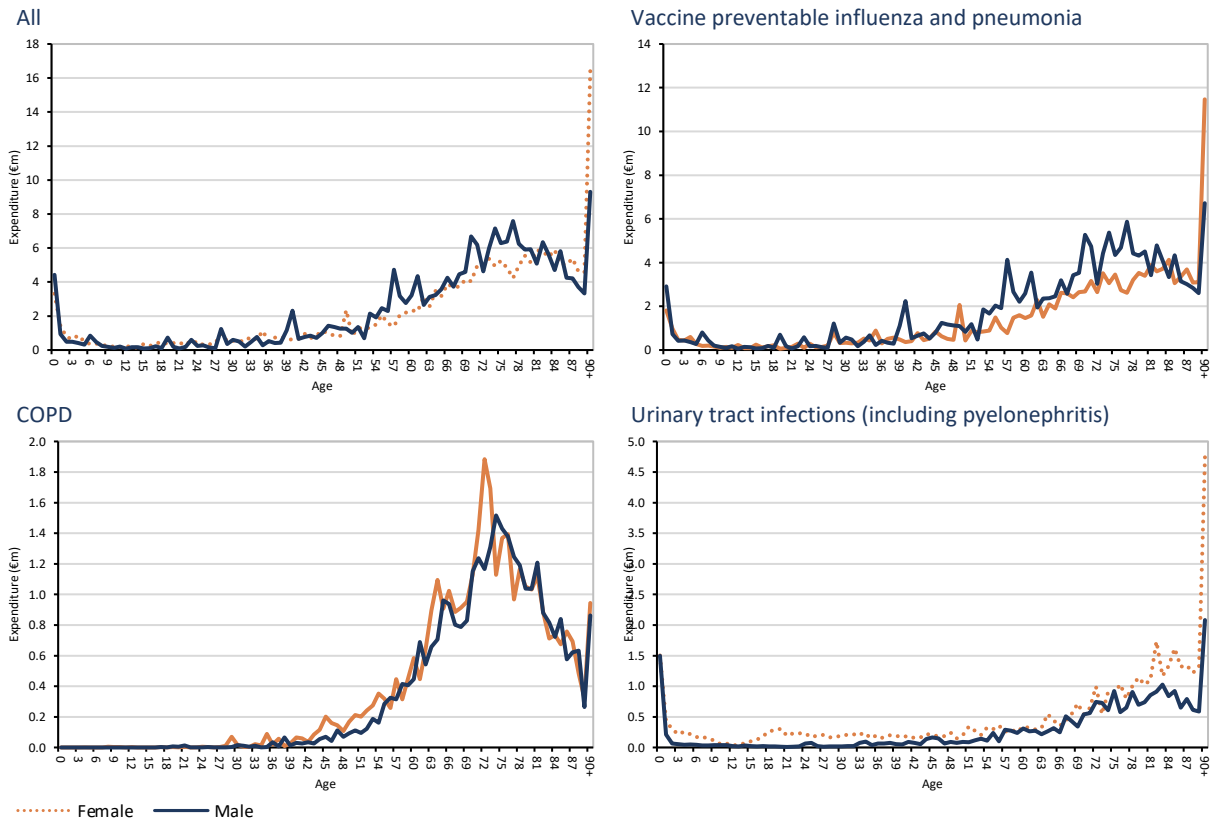 All
18
16
14
12
10
8
6
4
2
0
Expenditure (€m)
0 3 6 9 12 15 18 21 24 27 30 33 36 39 42 45 48 51 54 57 60 63 66 69 72 75 78 81 84 87 90+
Age
Vaccine preventable influenza and pneumonia
14
12
10
8
6
4
2
0
Expenditure (€m)
0 3 6 9 12 15 18 21 24 27 30 33 36 39 42 45 48 51 54 57 60 63 66 69 72 75 78 81 84 87 90+
Age
COPD
2.0
1.8
1.6
1.4
1.2
1.0
0.8
0.6
0.4
0.2
0.0
Expenditure (€m)
0 3 6 9 12 15 18 21 24 27 30 33 36 39 42 45 48 51 54 57 60 63 66 69 72 75 78 81 84 87 90+
Age
Urinary tract infections (including pyelonephritis)
5.0
4.5
4.0
3.5
3.0
2.5
2.0
1.5
1.0
0.5
0.0
Expenditure (€m)
0 3 6 9 12 15 18 21 24 27 30 33 36 39 42 45 48 51 54 57 60 63 66 69 72 75 78 81 84 87 90+
Age
Female Male